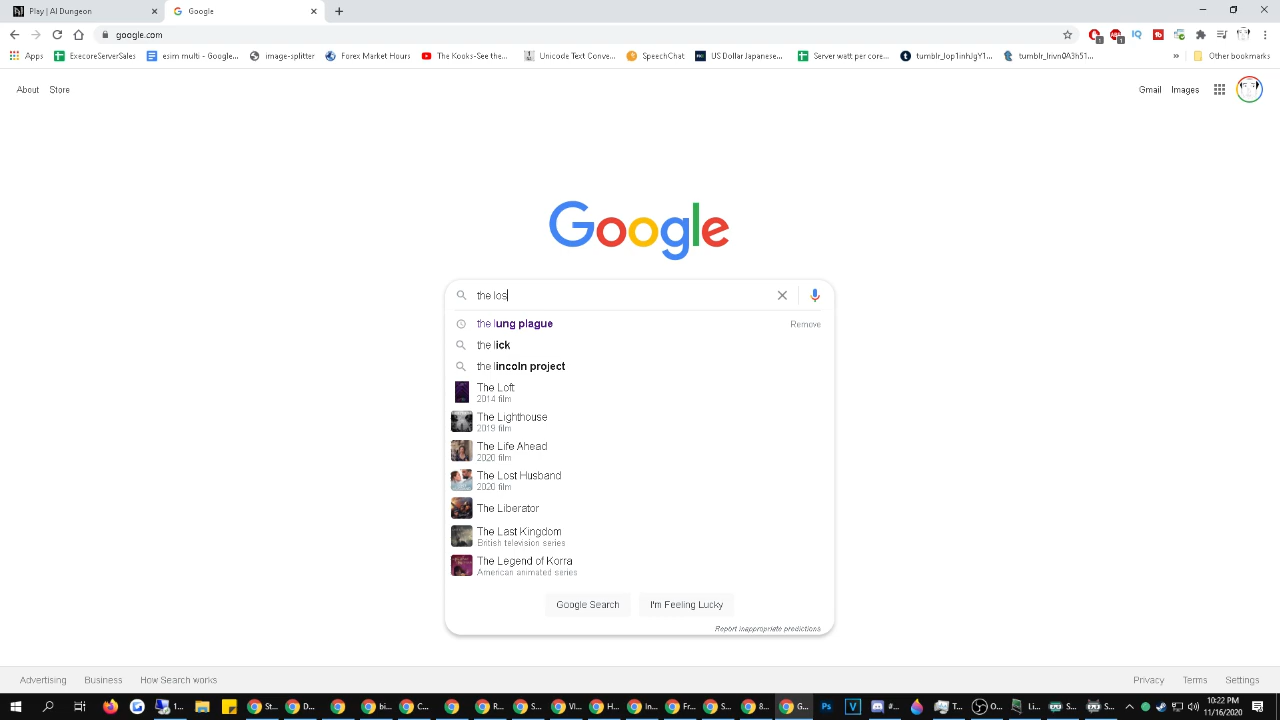 Play | AI Dungeon
Google
google.com
Apps
ExecoreServerSales
esim multi - Google...
image-splitter
Forex Market Hours
The Kooks-See the...
Unicode Text Conve...
SpeechChat
US Dollar Japanese...
Server watt per core...
»
Other bookmarks
About Store
Gmail Images
Google
the los
the lung plague
Remove
the lick
the lincoln project
The Loft
2014 film
The Lighthouse
2019 film
The Life Ahead
2020 film
The Lost Husband
2020 film
The Liberator
The Last Kingdom
British television series
The Legend of Korra
American animated series
Google Search
I'm Feeling Lucky
Report inappropriate predictions
Advertising Business How Search works
Privacy Terms Settings
10:22 PM
11/16/2020